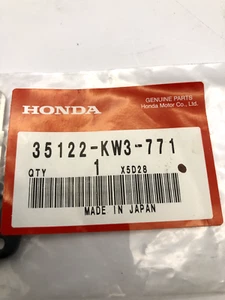 HONDA
GENUINE PARTS
Honda Motor Co., Ltd.
35122-KW3-771
QTY 1 X5D28
MADE IN JAPAN